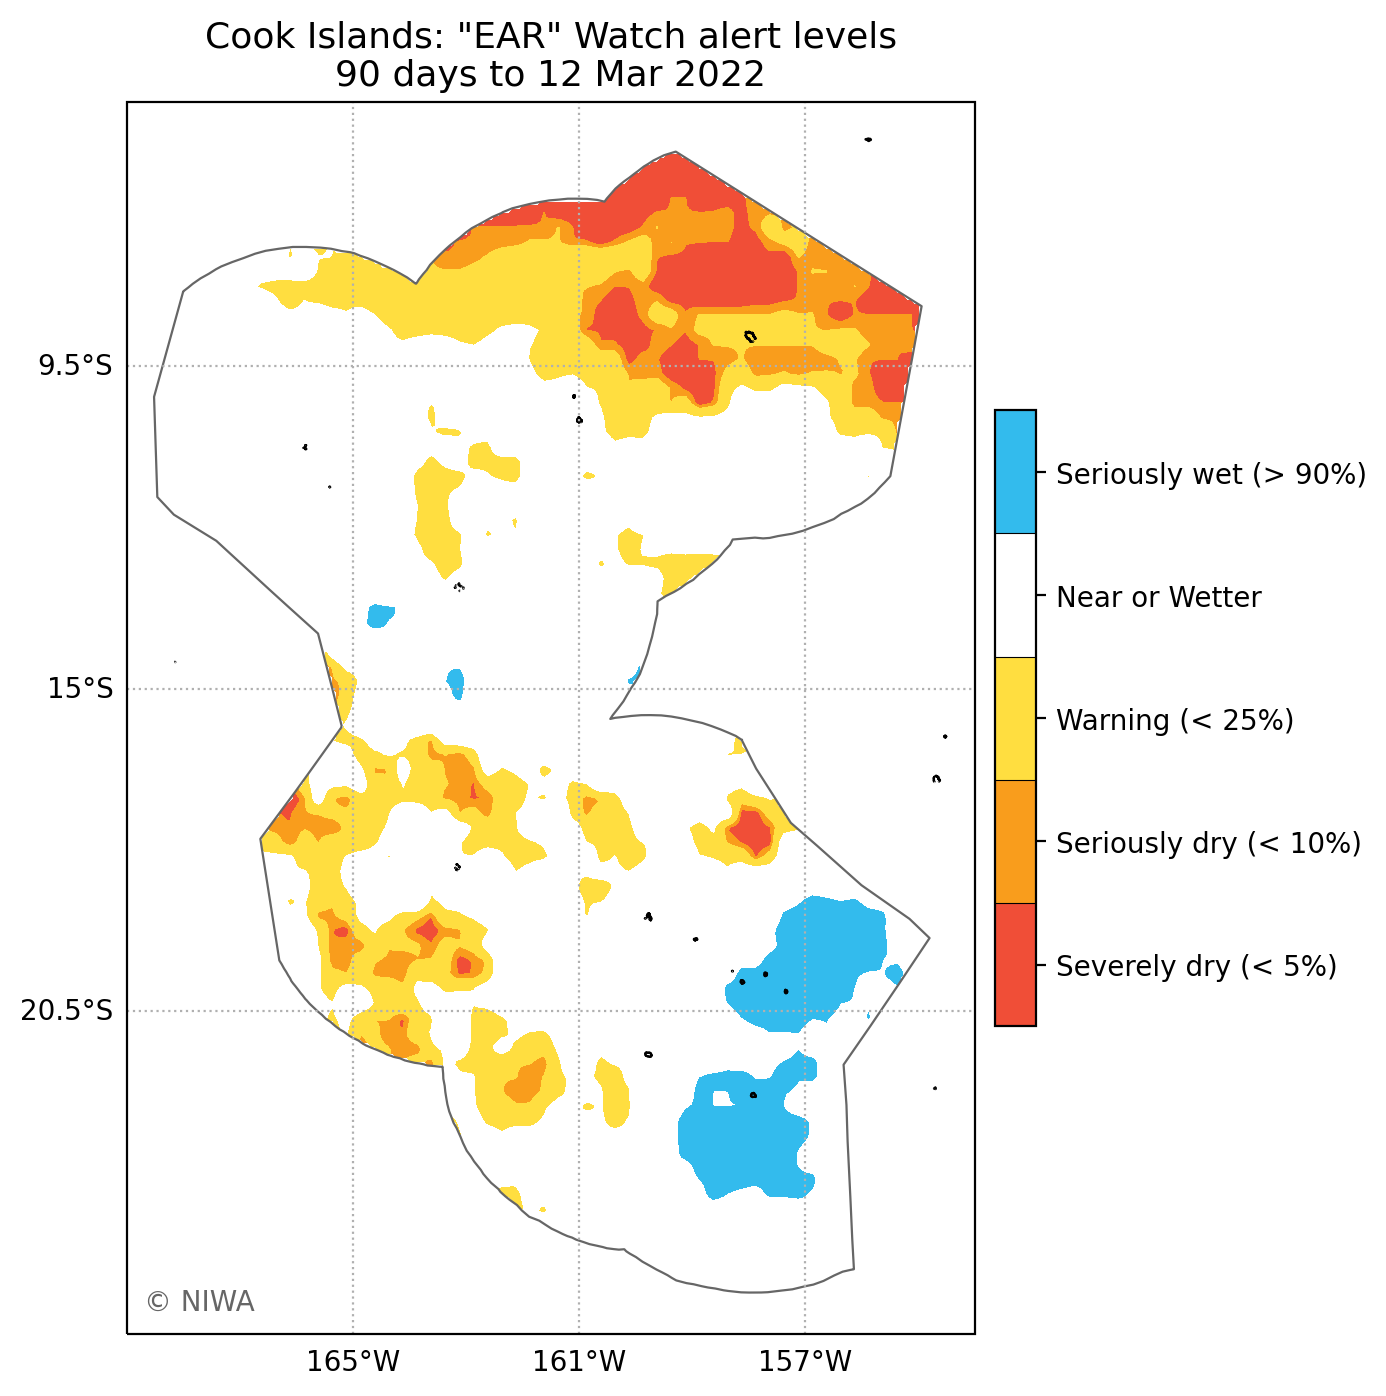 Cook Islands: "EAR" Watch alert levels
90 days to 12 Mar 2022
9.5°S
15°S
20.5°S
165°W
161°W
157°W
Seriously wet (> 90%)
Near or Wetter
Warning (< 25%)
Seriously dry (< 10%)
Severely dry (< 5%)
© NIWA